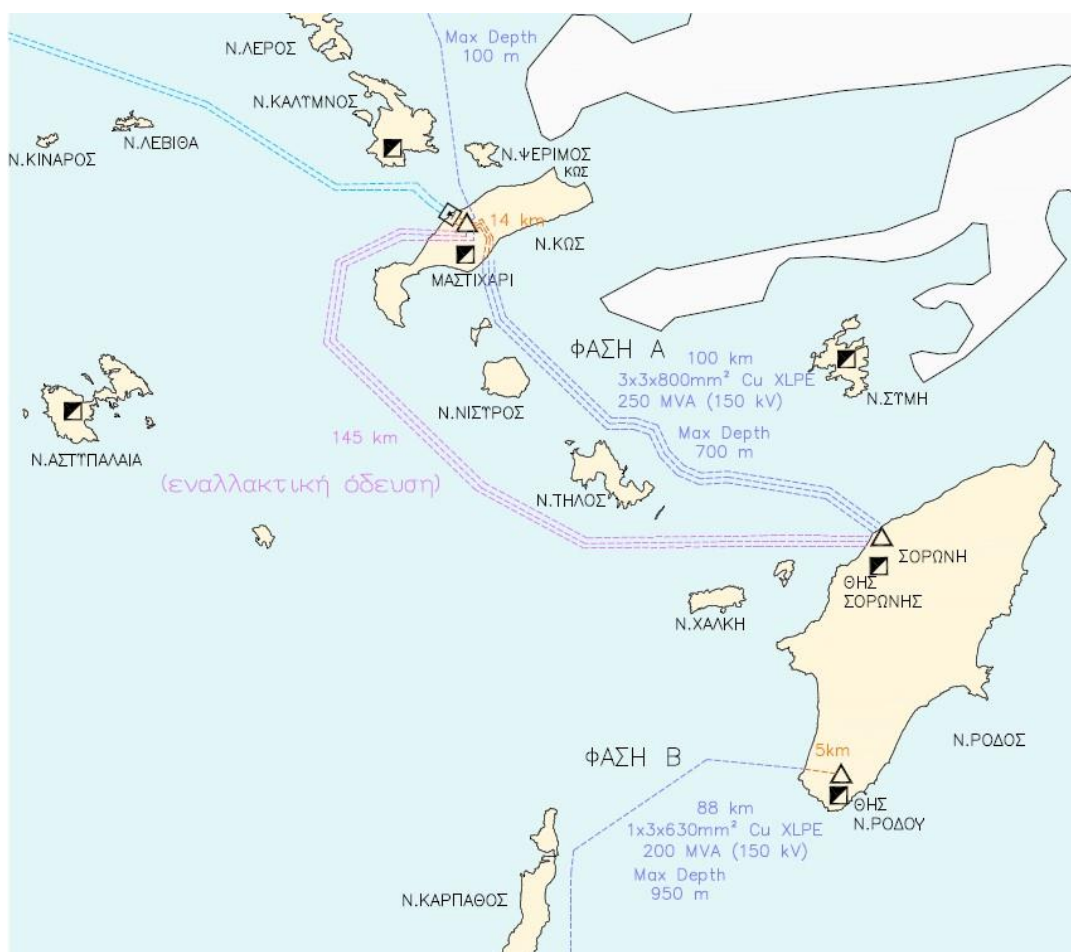 Max Depth
100 m
Ν.ΛΕΡΟΣ
Ν.ΚΑΛΥΜΝΟΣ
Ν.ΛΕΒΙΘΑ
Ν.ΚΙΝΑΡΟΣ
Ν.ΨΕΡΙΜΟΣ
ΚΩΣ
14 km
Ν.ΚΩΣ
ΜΑΣΤΙΧΑΡΙ
ΦΑΣΗ Α
100 km
3x3x800mm² Cu XLPE
250 MVA (150 kV)
Ν.ΣΥΜΗ
Ν.ΝΙΣΥΡΟΣ
Max Depth
700 m
145 km
Ν.ΑΣΤΥΠΑΛΑΙΑ
(εναλλακτική όδευση)
Ν.ΤΗΛΟΣ
ΣΟΡΩΝΗ
ΘΗΣ
ΣΟΡΩΝΗΣ
Ν.ΧΑΛΚΗ
Ν.ΡΟΔΟΣ
ΦΑΣΗ Β
5km
88 km
1x3x630mm² Cu XLPE
200 MVA (150 kV)
ΘΗΣ
Ν.ΡΟΔΟΥ
Max Depth
950 m
Ν.ΚΑΡΠΑΘΟΣ